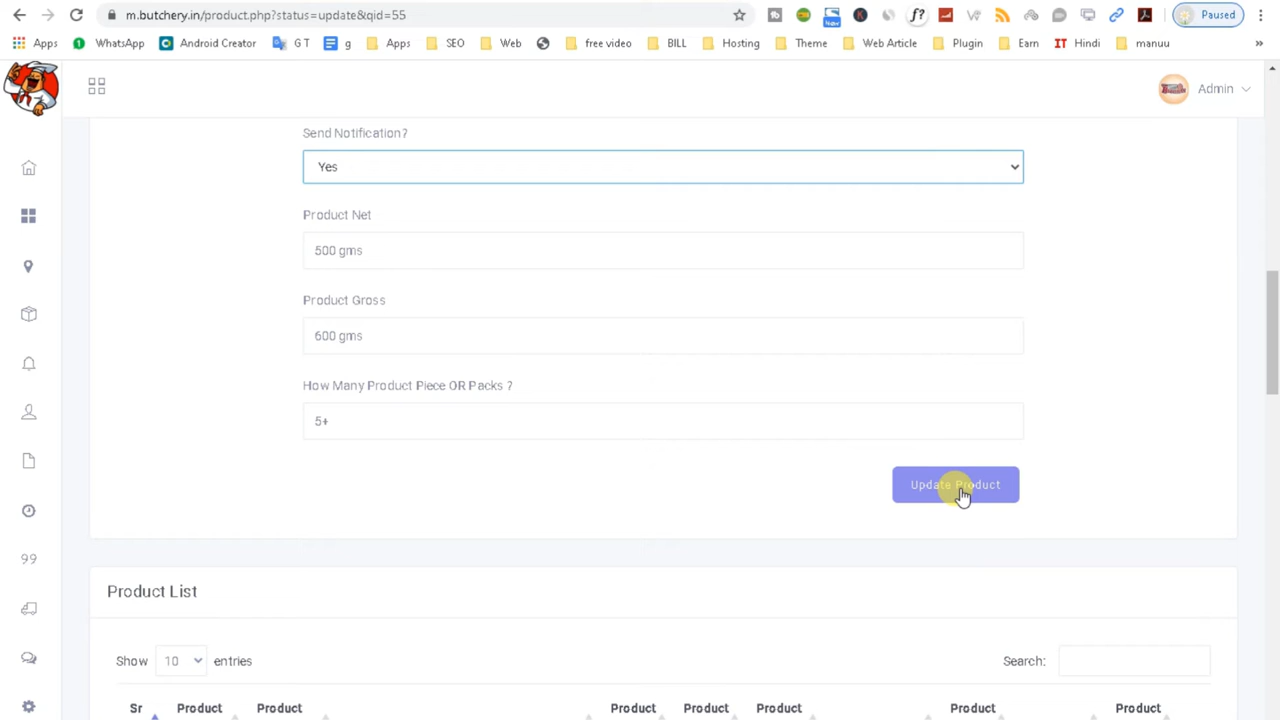 m.butchery.in/product.php?status=update&qid=55
Paused
Apps
WhatsApp
Android Creator
G T
g
Apps
SEO
Web
free video
BILL
Hosting
Theme
Web Article
Plugin
Earn
IT Hindi
manuu
»
Admin
Send Notification?
Yes
Product Net
500 gms
Product Gross
600 gms
How Many Product Piece OR Packs ?
5+
Update Product
99
Product List
Show 10 entries
Search:
Sr Product Product Product Product Product Product Product